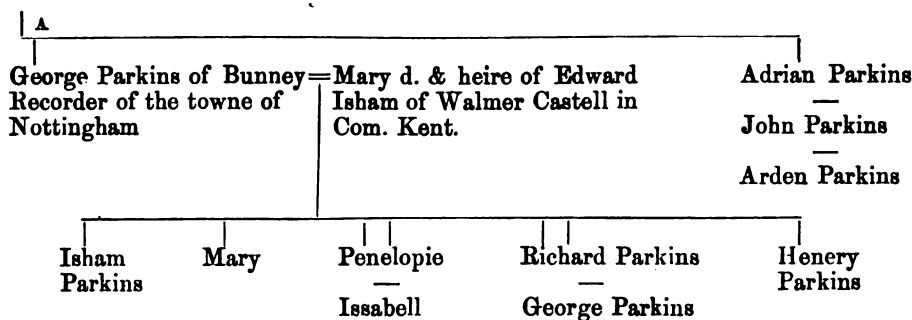 A
George Parkins of Bunney=Mary d. & heire of Edward
Recorder of the towne of Isham of Walmer Castell in
Nottingham Com. Kent.
Adrian Parkins
John Parkins
Arden Parkins
Isham
Parkins
Mary
Penelopie
Issabell
Richard Parkins
George Parkins
Henery
Parkins